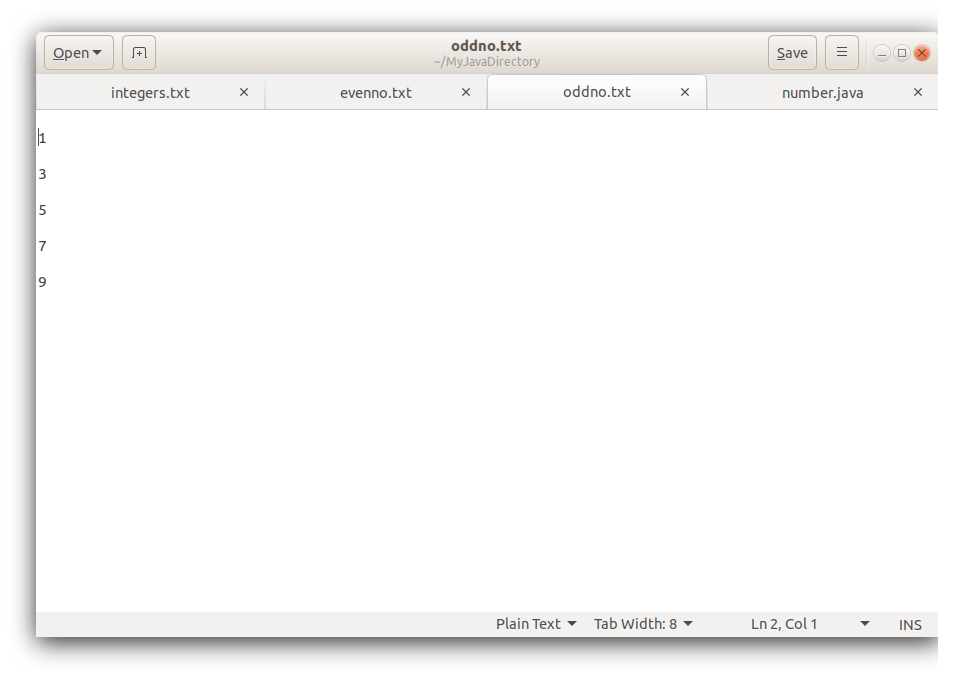 Open oddno.txt Save
~/MyJavaDirectory
integers.txt evenno.txt oddno.txt number.java
1
3
5
7
9
Plain Text Tab Width: 8 Ln 2, Col 1 INS